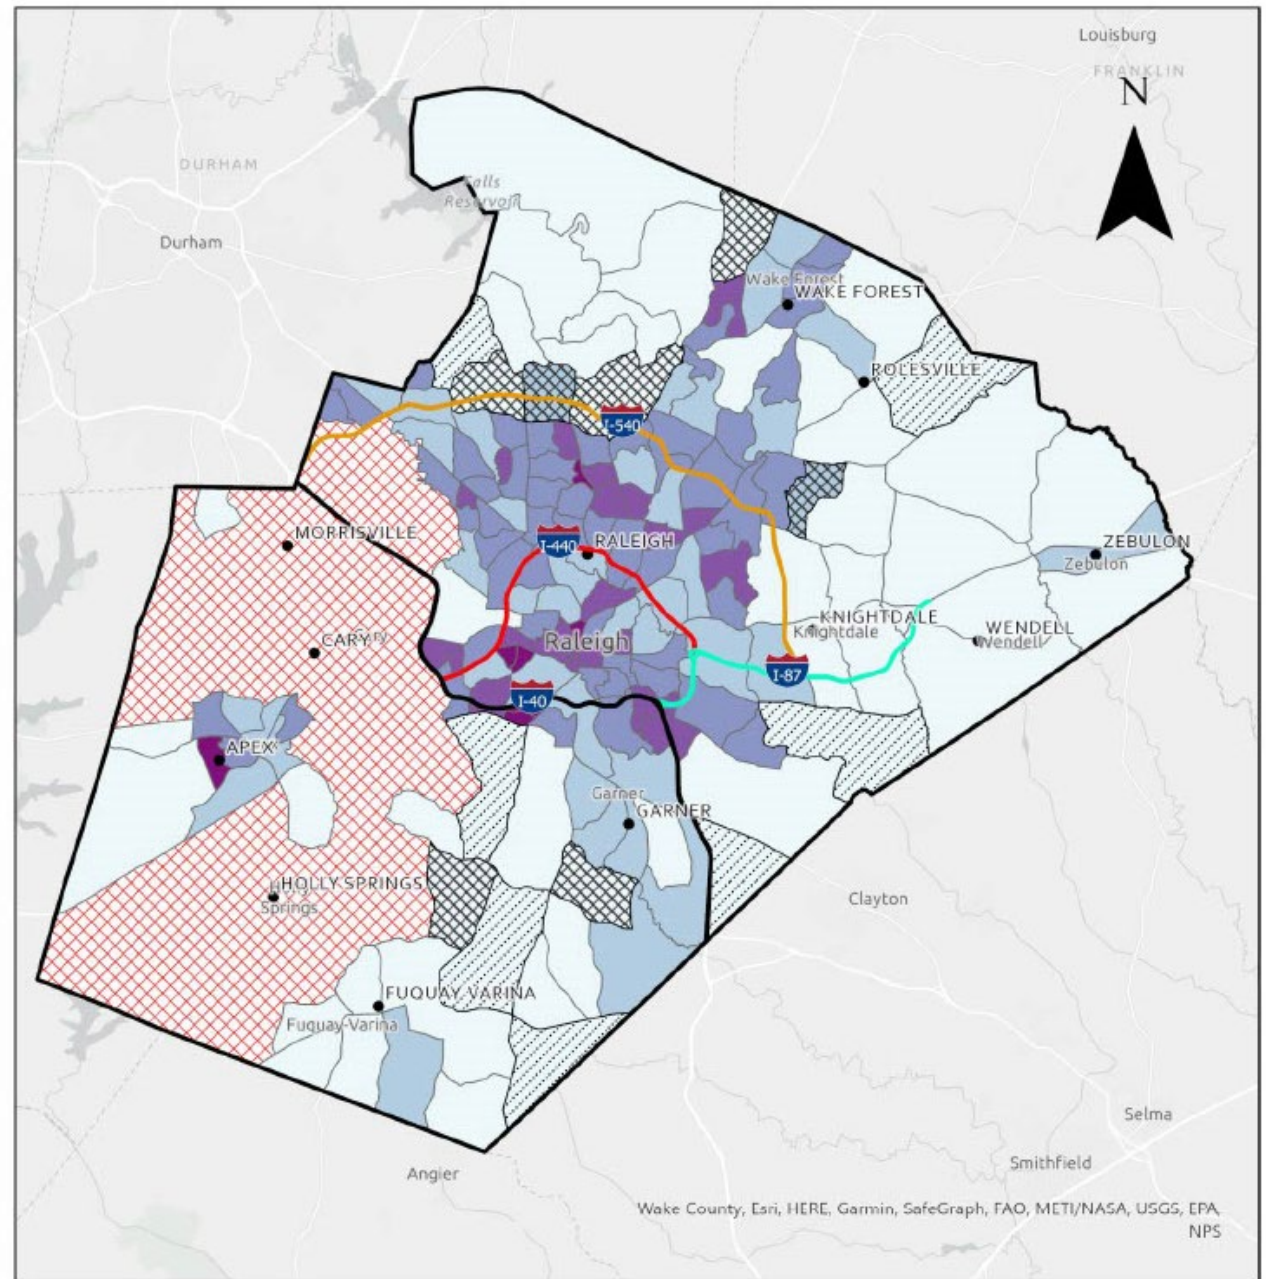 Louisburg
FRANKLIN
N
DURHAM
Falls
Reservoir
Durham
Wake Forest
WAKE FOREST
ROLESVILLE
I-540
MORRISVILLE
I-440
RALEIGH
ZEBULON
Zebulon
KNIGHTDALE
Knightdale
WENDELL
Wendell
CARY
Raleigh
I-87
I-40
APEX
Garner
GARNER
HOLLY SPRINGS
Springs
Clayton
FUQUAY-VARINA
Fuquay-Varina
Selma
Smithfield
Angier
Wake County, Esri, HERE, Garmin, SafeGraph, FAO, METI/NASA, USGS, EPA,
NPS